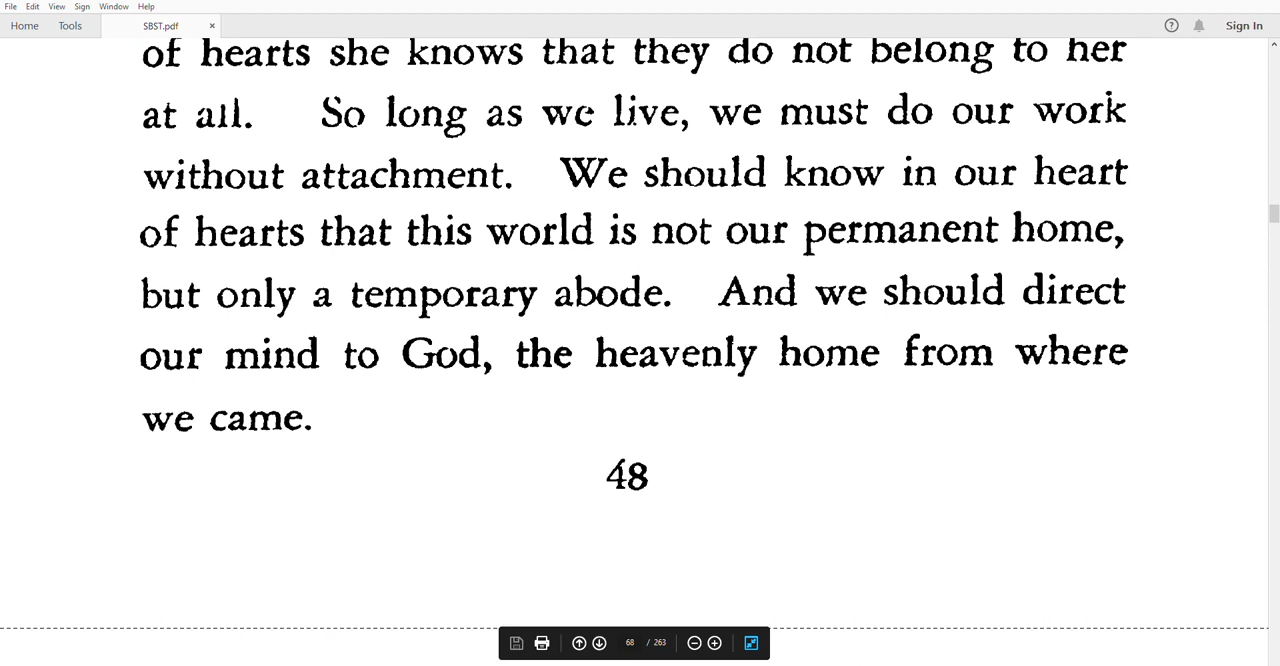 File Edit View Sign Window Help
Home Tools SBST.pdf × ? Sign In
of hearts she knows that they do not belong to her
at all. So long as we live, we must do our work
without attachment. We should know in our heart
of hearts that this world is not our permanent home,
but only a temporary abode. And we should direct
our mind to God, the heavenly home from where
we came.
48
68 / 263